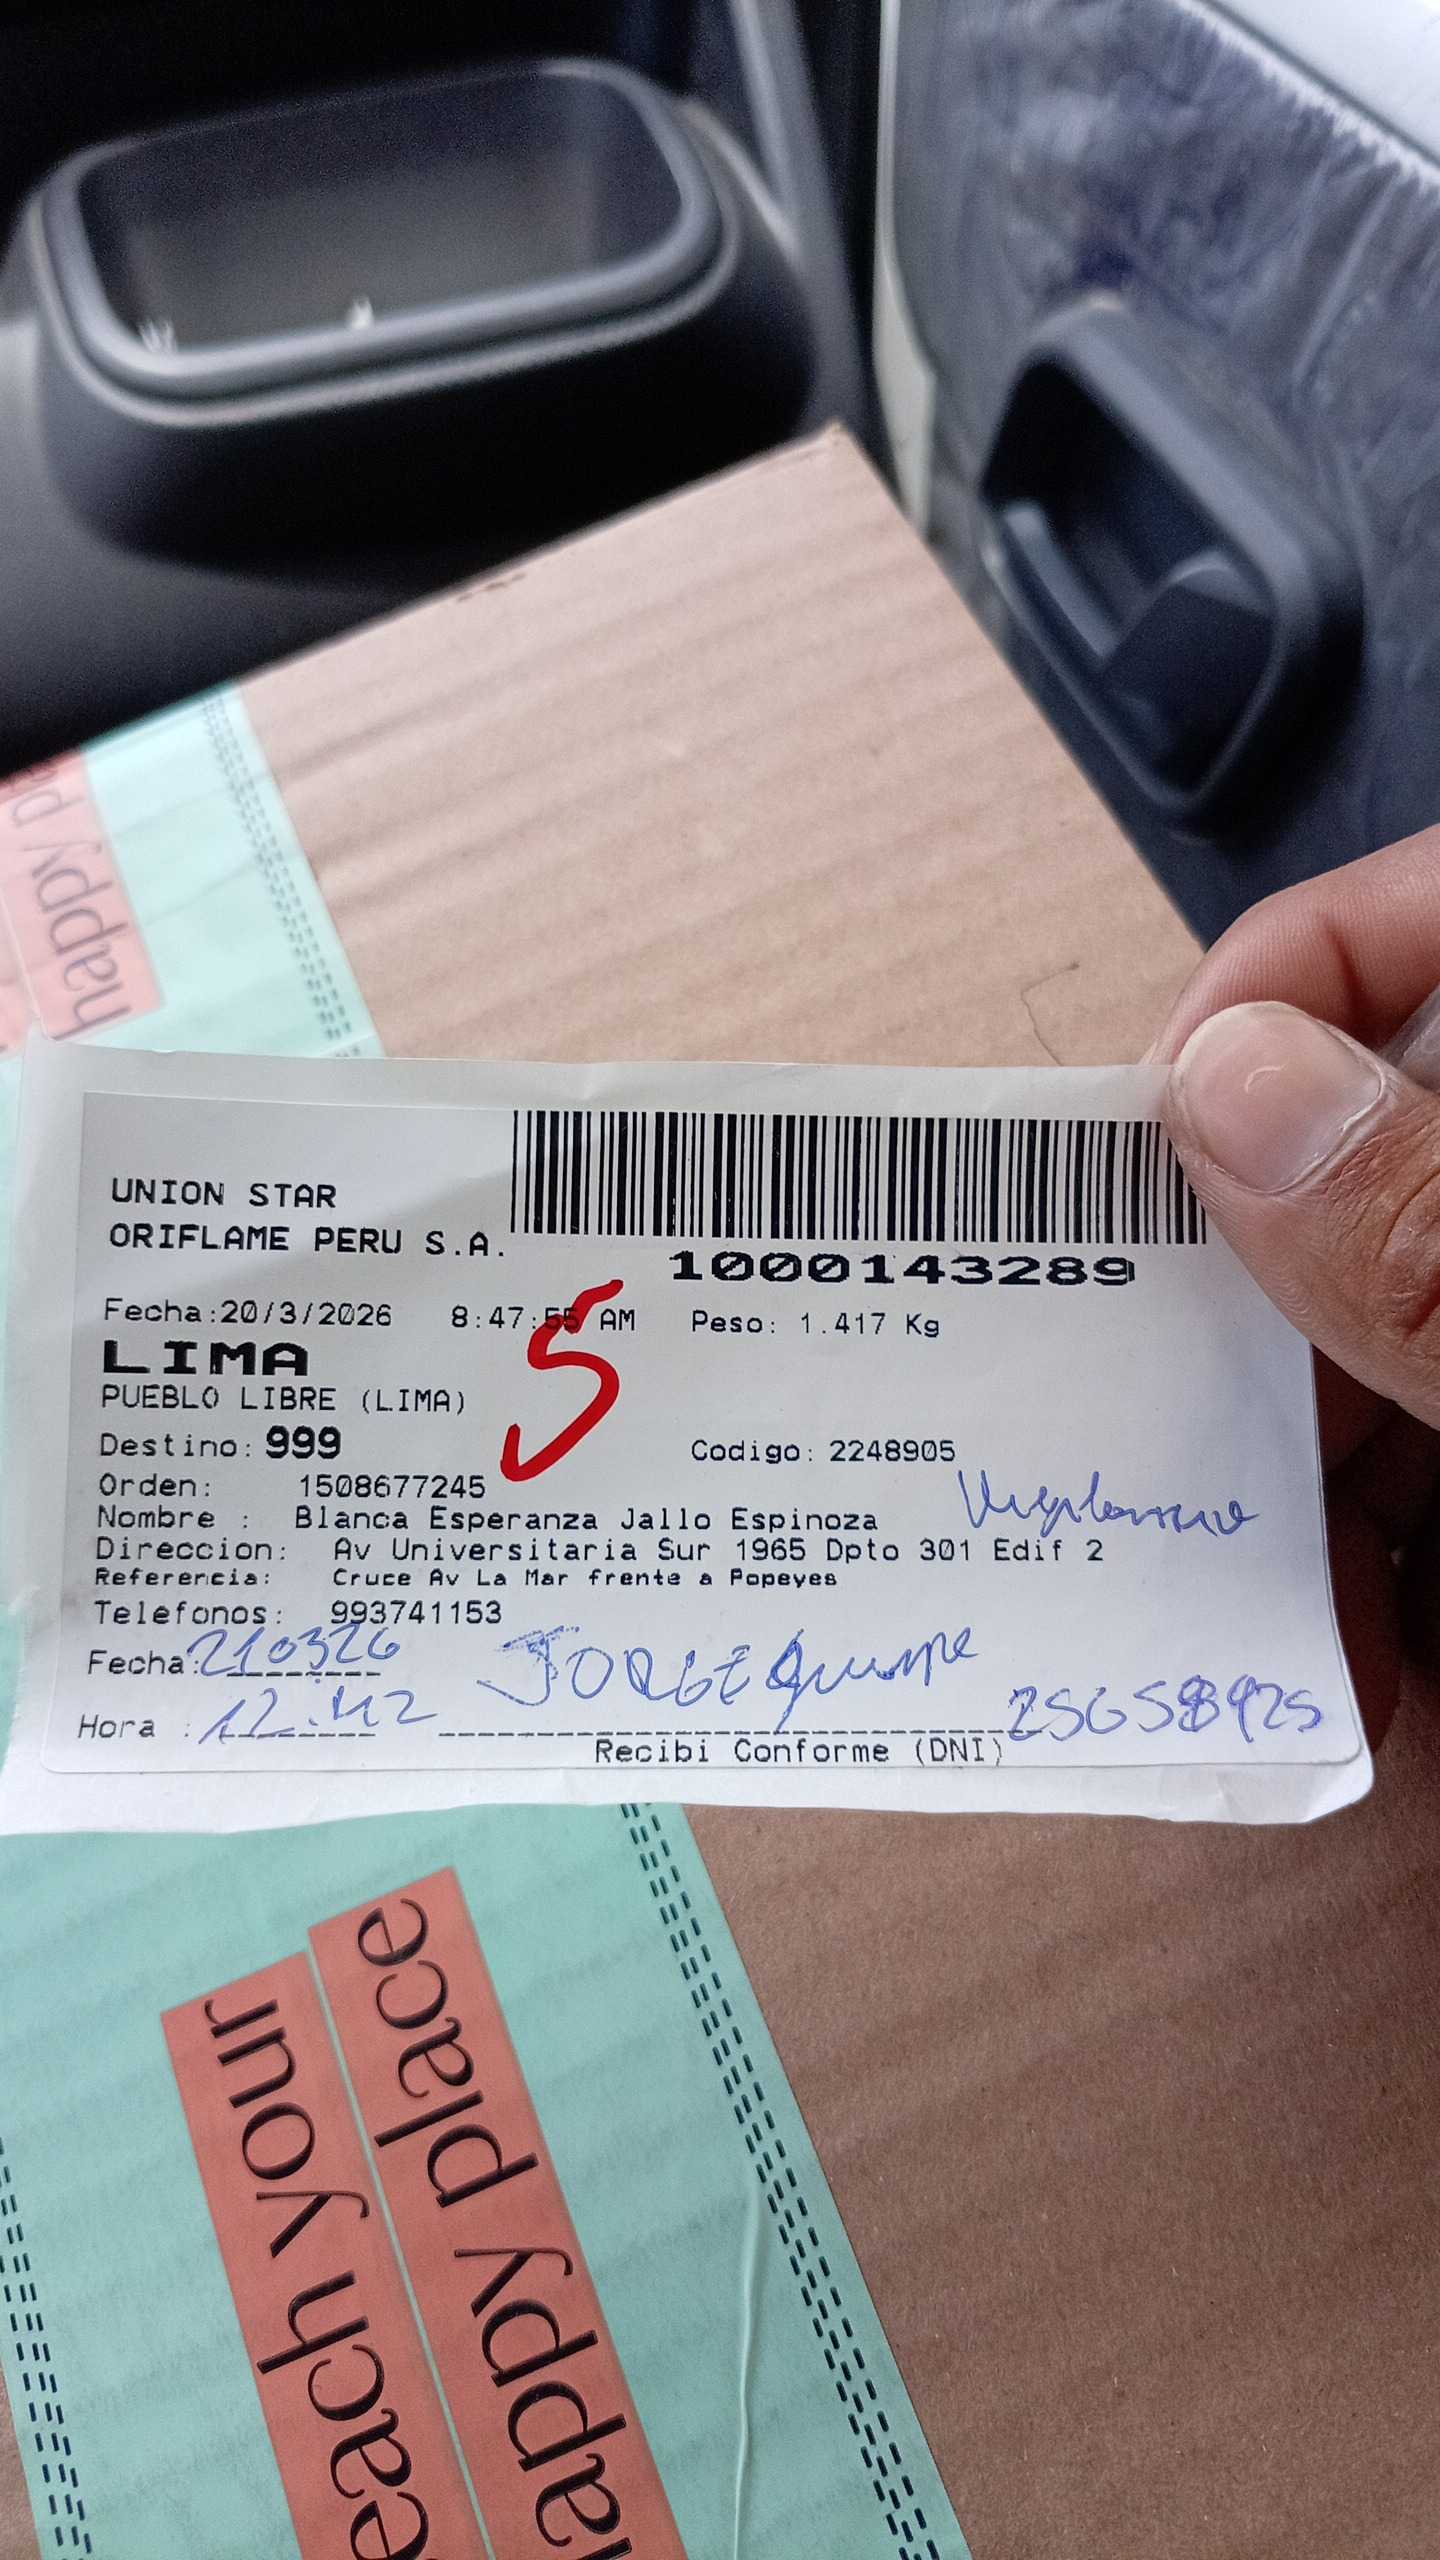 happy p
UNION STAR
ORIFLAME PERU S.A.
1000143289
Fecha:20/3/2026 8:47:55 AM Peso: 1.417 Kg
5
LIMA
PUEBLO LIBRE (LIMA)
Destino: 999 Codigo: 2248905
Orden: 1508677245
Nombre : Blanca Esperanza Jallo Espinoza
Direccion: Av Universitaria Sur 1965 Dpto 301 Edif 2
Referencia: Cruce Av La Mar frente a Popeyes
Telefonos: 993741153
Fecha: 210326 JORGE Quispe
Hora : 12:42
Recibi Conforme (DNI)
each your
happy place